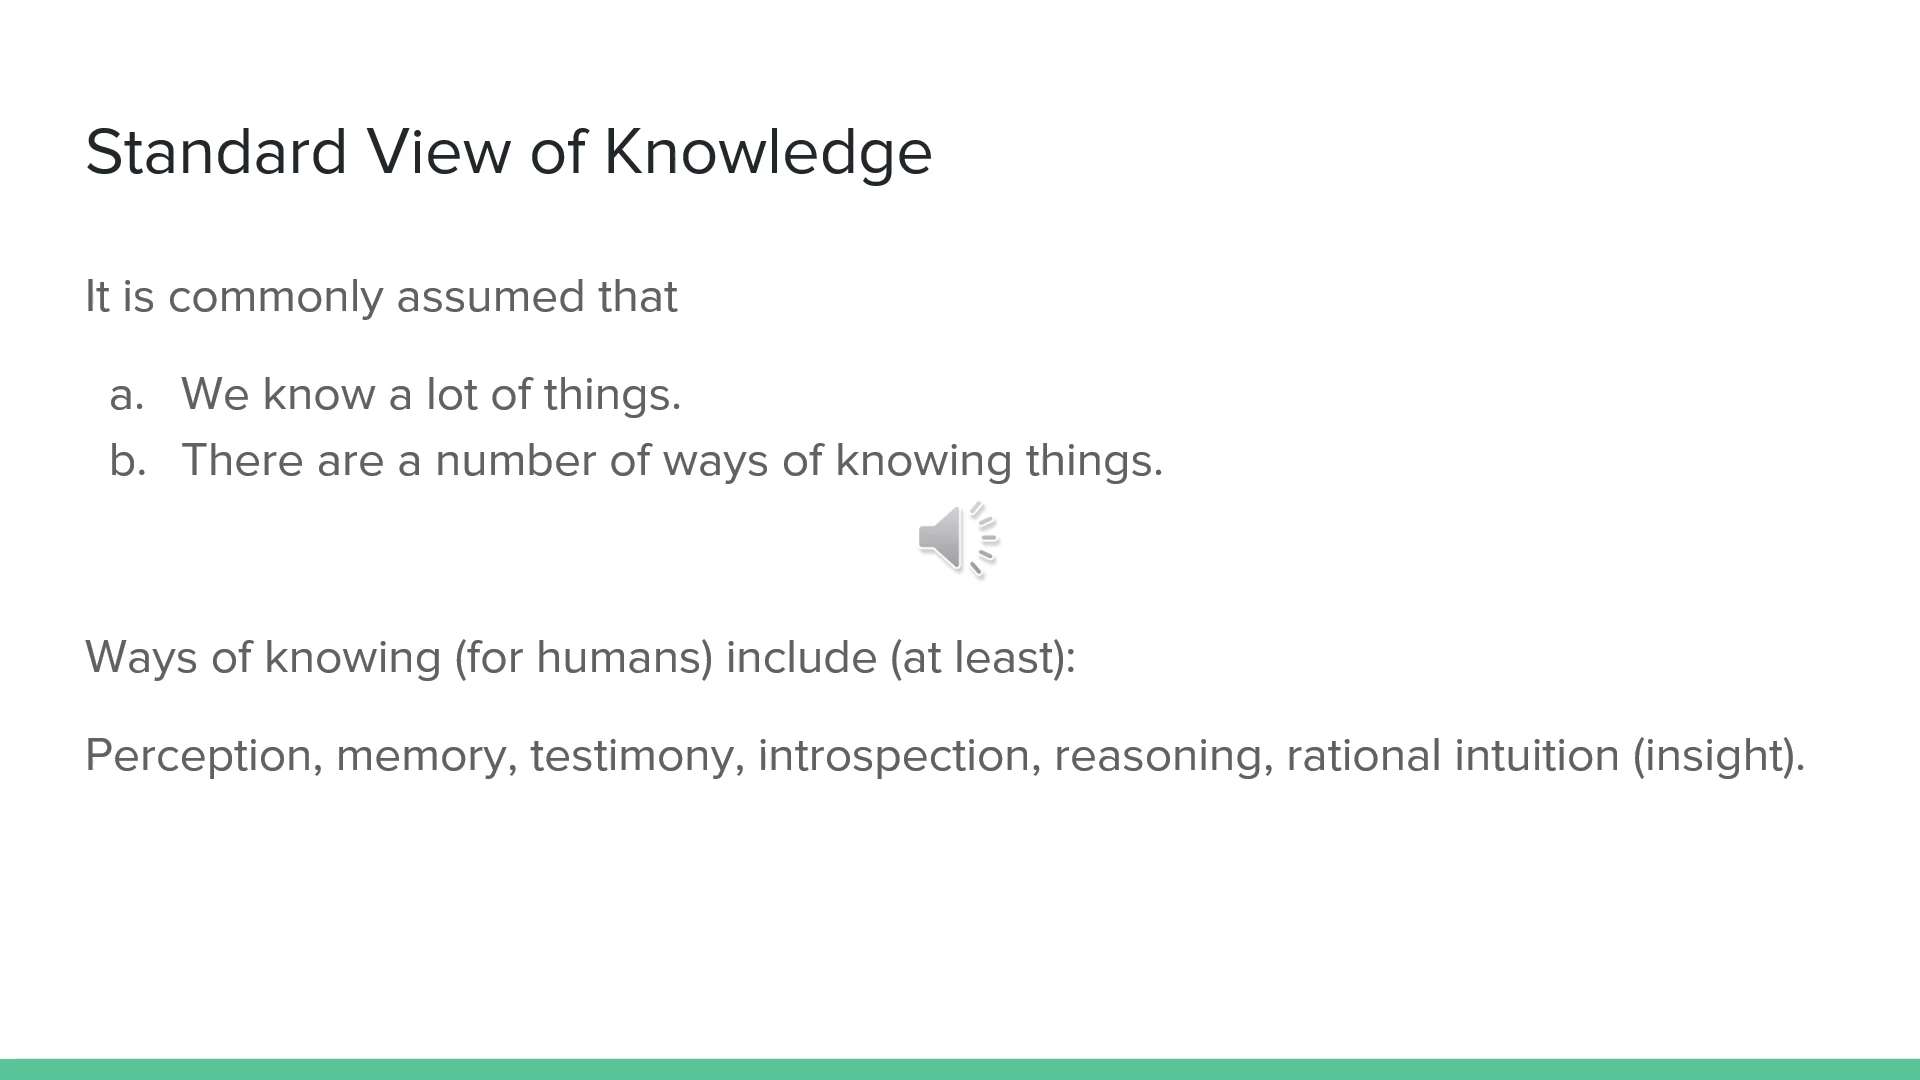 Standard View of Knowledge
It is commonly assumed that
a. We know a lot of things.
b. There are a number of ways of knowing things.
Ways of knowing (for humans) include (at least):
Perception, memory, testimony, introspection, reasoning, rational intuition (insight).